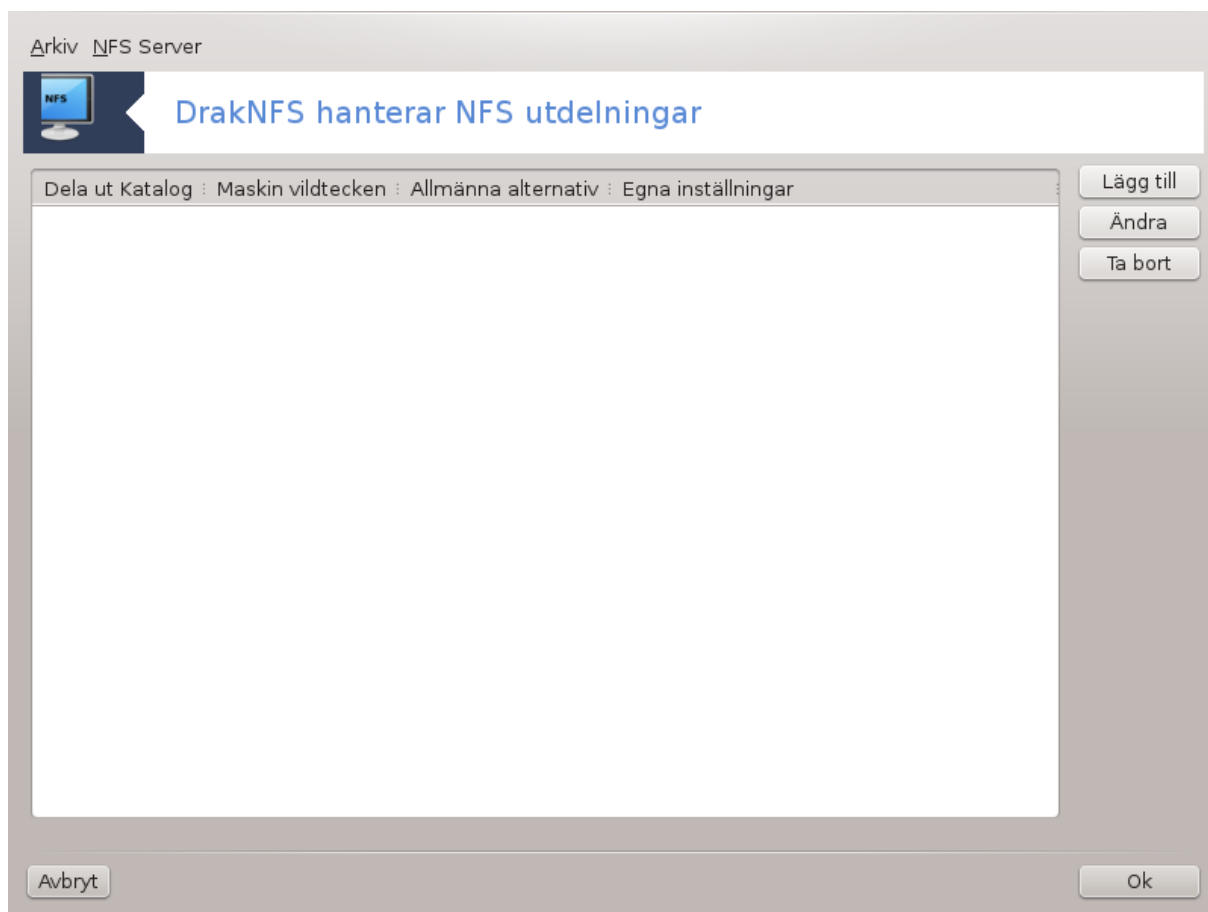 Arkiv NFS Server
NFS
DrakNFS hanterar NFS utdelningar
Dela ut Katalog Maskin vildtecken Allmänna alternativ Egna inställningar
Lägg till
Ändra
Ta bort
Avbryt
Ok